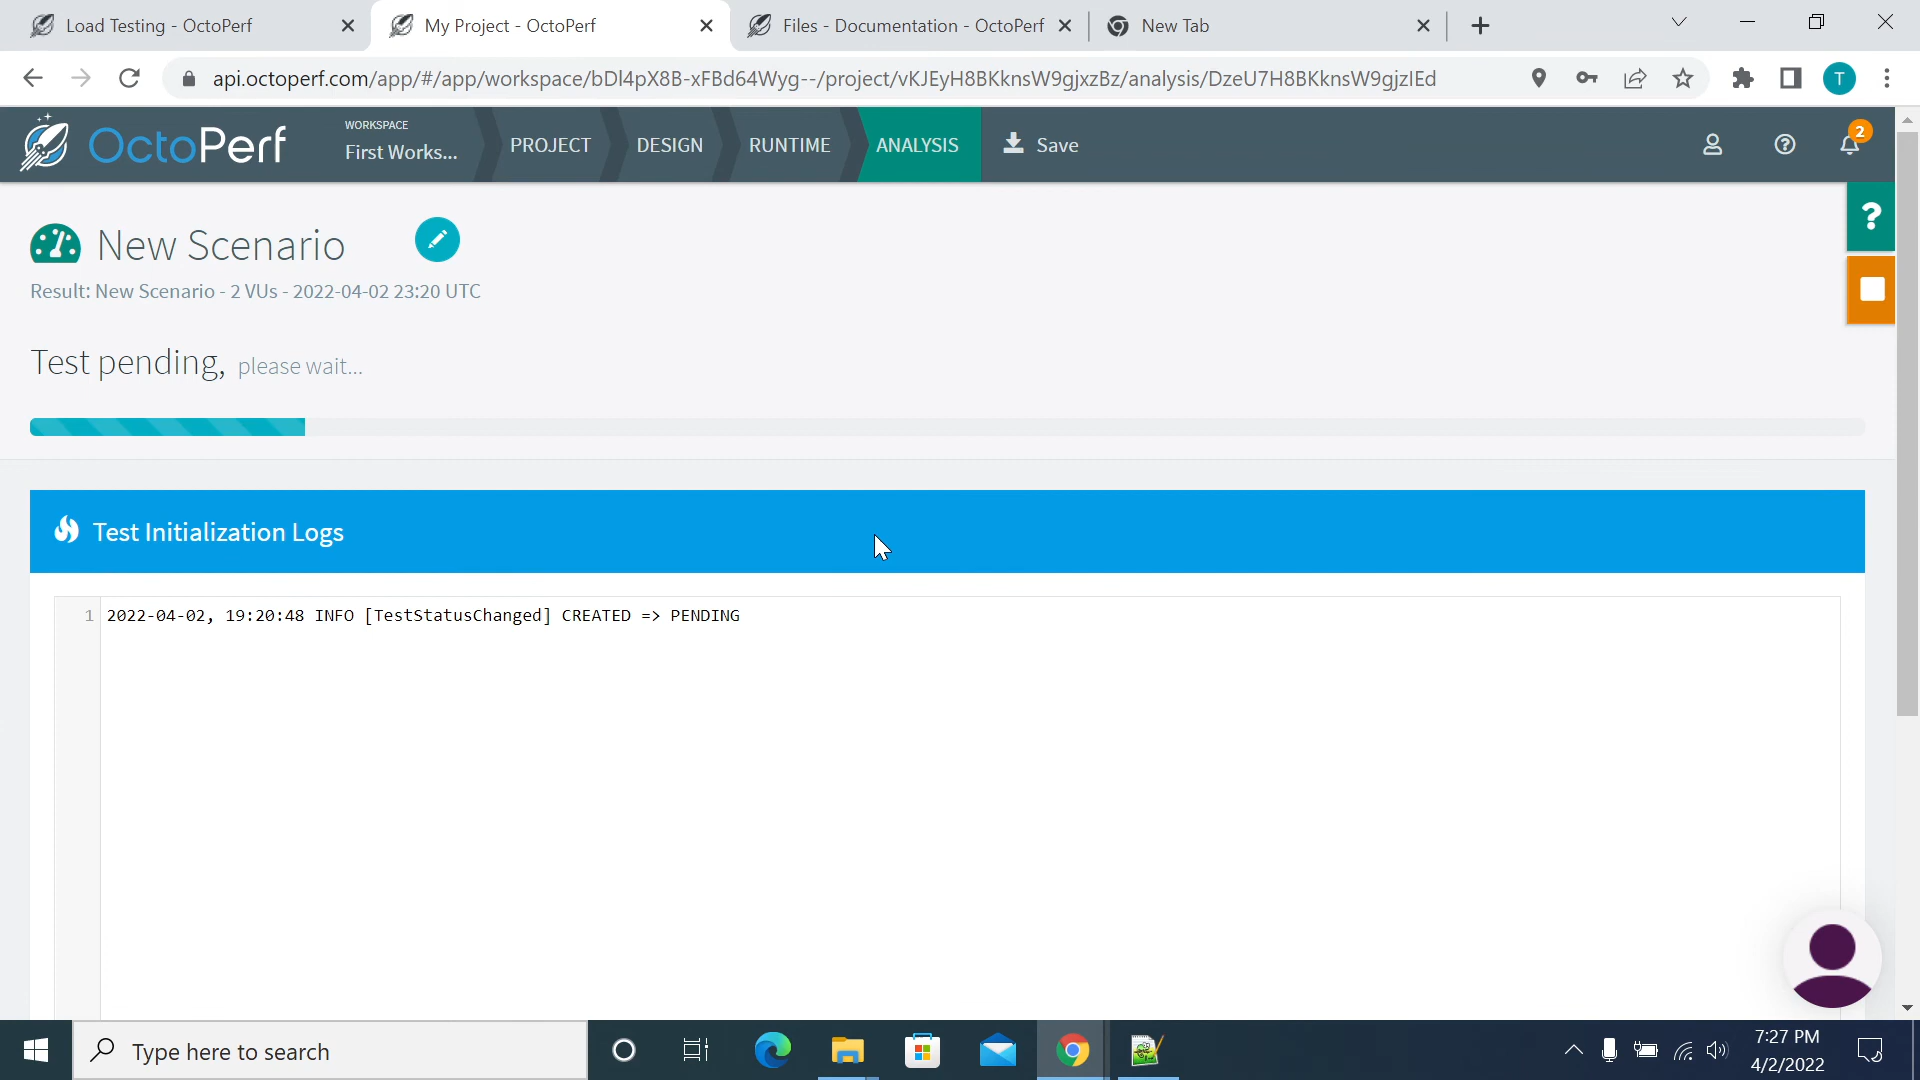 Load Testing - OctoPerf
My Project - OctoPerf
Files - Documentation - OctoPerf
New Tab
api.octoperf.com/app/#/app/workspace/bDl4pX8B-xFBd64Wyg--/project/vKJEyH8BKknsW9gjxzBz/analysis/DzeU7H8BKknsW9gjzIEd
T
OctoPerf
WORKSPACE
First Works...
PROJECT
DESIGN
RUNTIME
ANALYSIS
Save
2
?
New Scenario
Result: New Scenario - 2 VUs - 2022-04-02 23:20 UTC
Test pending, please wait...
Test Initialization Logs
1 2022-04-02, 19:20:48 INFO [TestStatusChanged] CREATED => PENDING
Type here to search
7:27 PM
4/2/2022